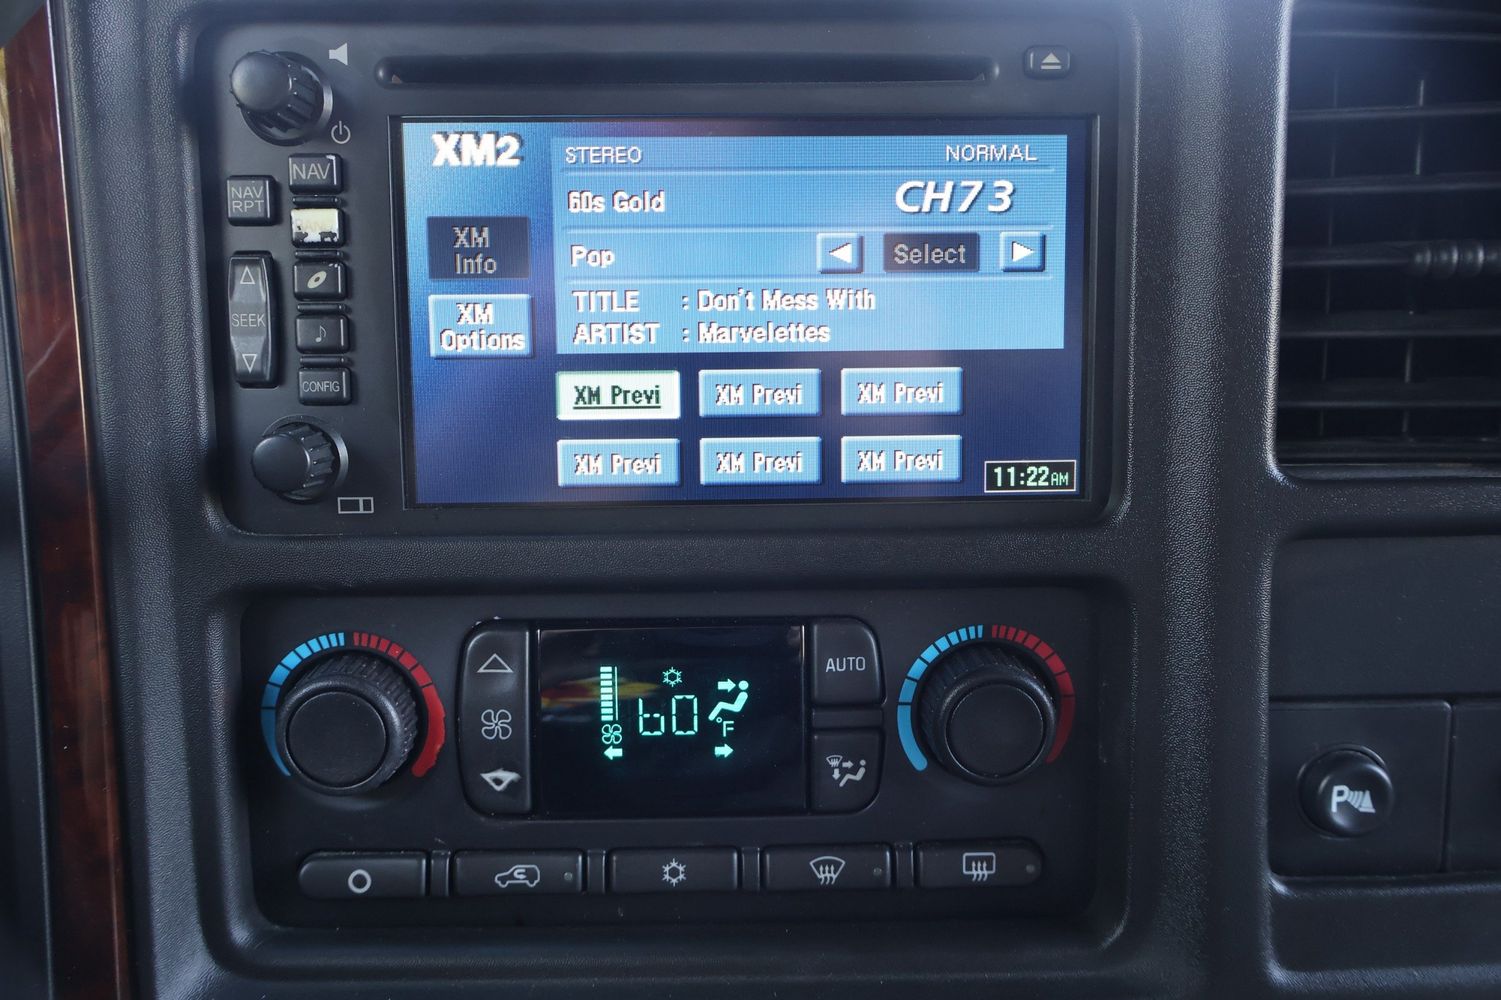 XM2
STEREO NORMAL
60s Gold CH73
XM Info
Pop Select
TITLE : Don't Mess With
ARTIST : Marvelettes
XM Options
XM Previ XM Previ XM Previ
XM Previ XM Previ XM Previ
11:22AM
NAV
NAV RPT
SEEK
CONFIG
60 °F
AUTO
P